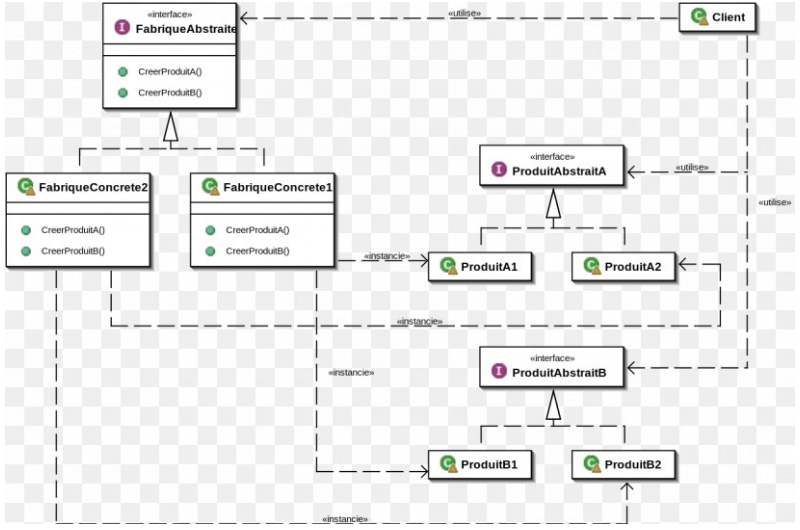 «interface»
FabriqueAbstraite
CreerProduitA()
CreerProduitB()
«utilise»
Client
FabriqueConcrete2
CreerProduitA()
CreerProduitB()
FabriqueConcrete1
CreerProduitA()
CreerProduitB()
«interface»
ProduitAbstraitA
«utilise»
«utilise»
«instancie»
ProduitA1
ProduitA2
«instancie»
«interface»
ProduitAbstraitB
«instancie»
ProduitB1
ProduitB2
«instancie»